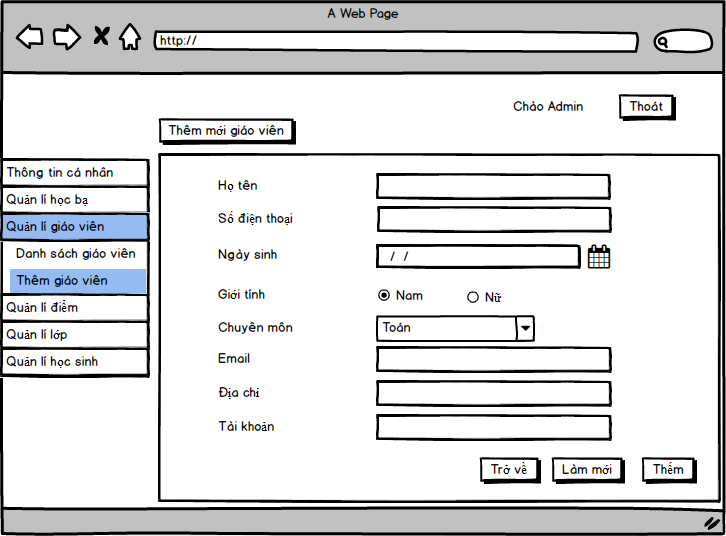 A Web Page
http://
Chào Admin
Thoát
Thêm mới giáo viên
Thông tin cá nhân
Quản lí học bạ
Quản lí giáo viên
Danh sách giáo viên
Thêm giáo viên
Quản lí điểm
Quản lí lớp
Quản lí học sinh
Họ tên
Số điện thoại
Ngày sinh
/ /
Giới tính
Nam
Nữ
Chuyên môn
Toán
Email
Địa chỉ
Tài khoản
Trở về
Làm mới
Thếm